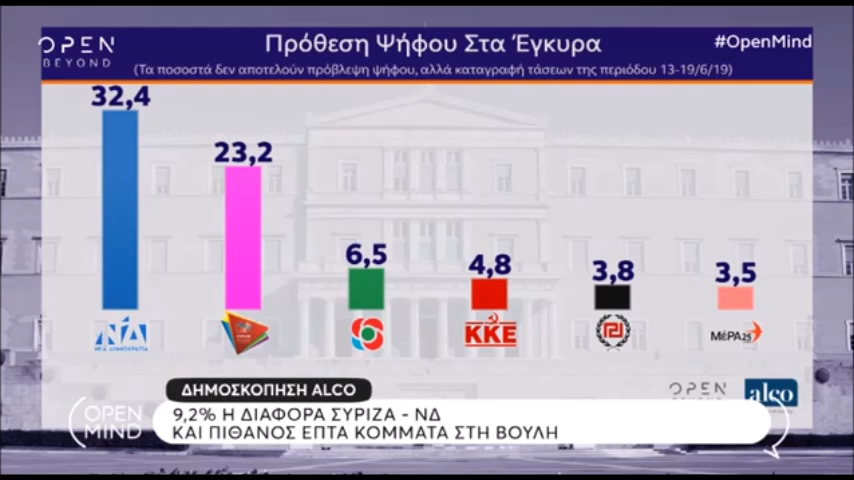 OPEN
BEYOND
Πρόθεση Ψήφου Στα Έγκυρα
#OpenMind
(Τα ποσοστά δεν αποτελούν πρόβλεψη ψήφου, αλλά καταγραφή τάσεων της περιόδου 13-19/6/19)
32,4
23,2
6,5
4,8
3,8
3,5
ΝΔ
ΝΕΑ ΔΗΜΟΚΡΑΤΙΑ
ΚΚΕ
ΜέΡΑ25
ΔΗΜΟΣΚΟΠΗΣΗ ALCO
OPEN
alco
OPEN
MIND
9,2% Η ΔΙΑΦΟΡΑ ΣΥΡΙΖΑ - ΝΔ
ΚΑΙ ΠΙΘΑΝΟΣ ΕΠΤΑ ΚΟΜΜΑΤΑ ΣΤΗ ΒΟΥΛΗ